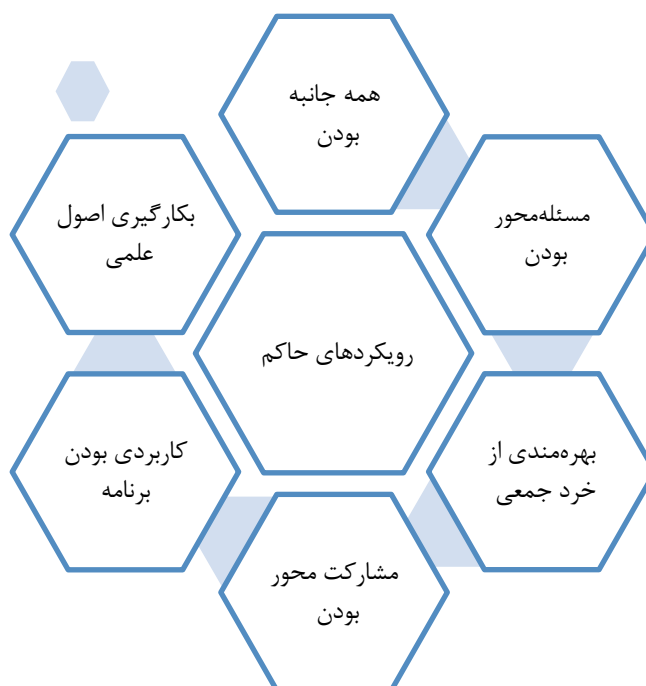 همه جانبه
بودن
مسئله‌محور
بودن
بکارگیری اصول
علمی
رویکردهای حاکم
بهره‌مندی از
خرد جمعی
کاربردی بودن
برنامه
مشارکت محور
بودن